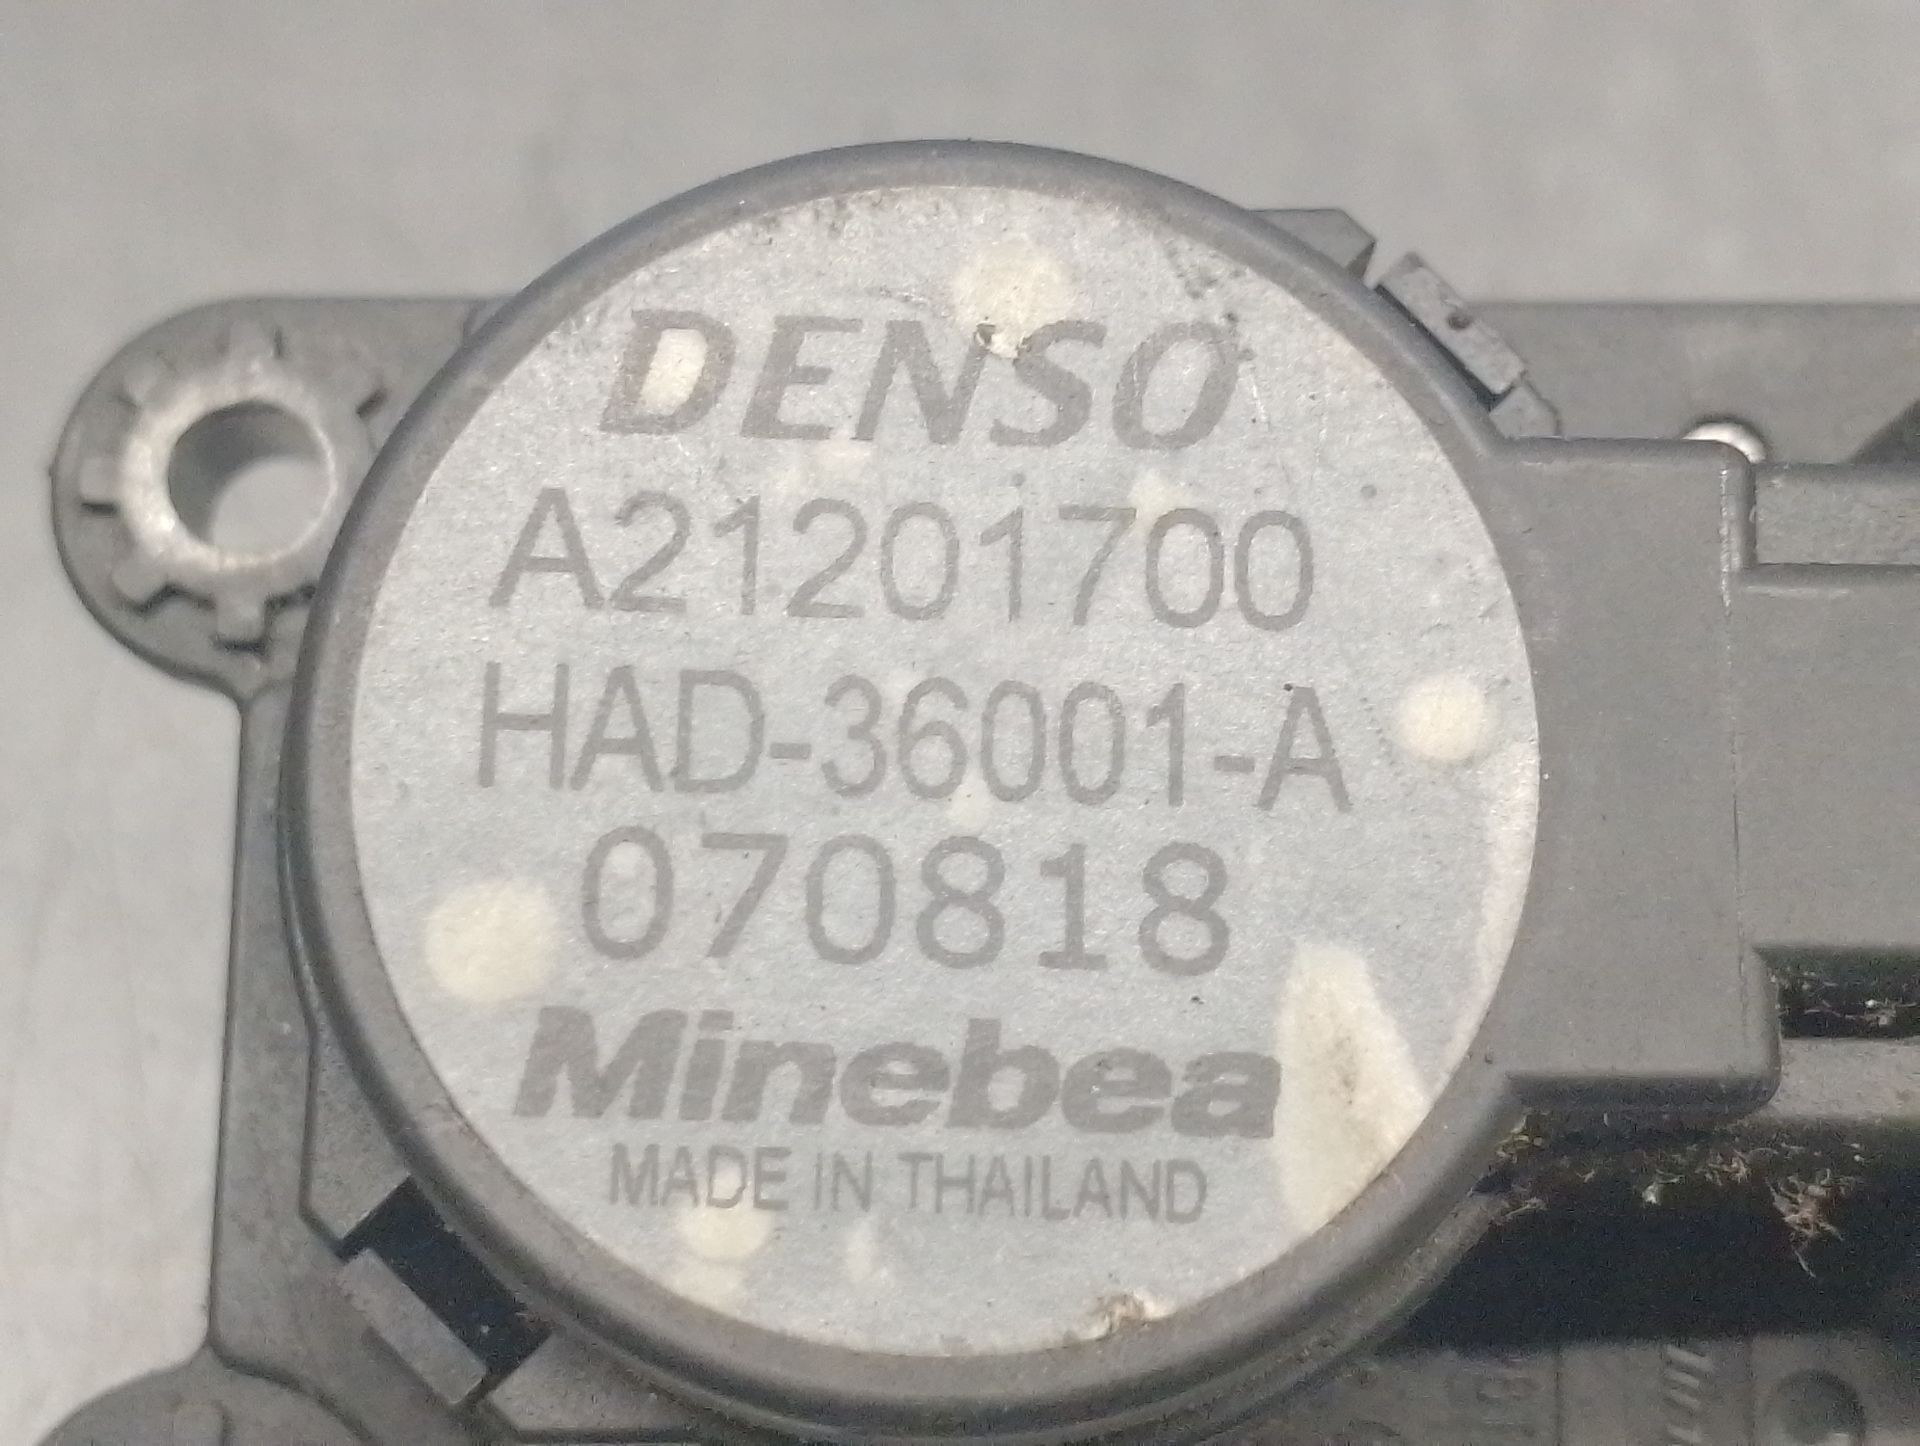 DENSO
A21201700
HAD-36001-A
070818
Minebea
MADE IN THAILAND